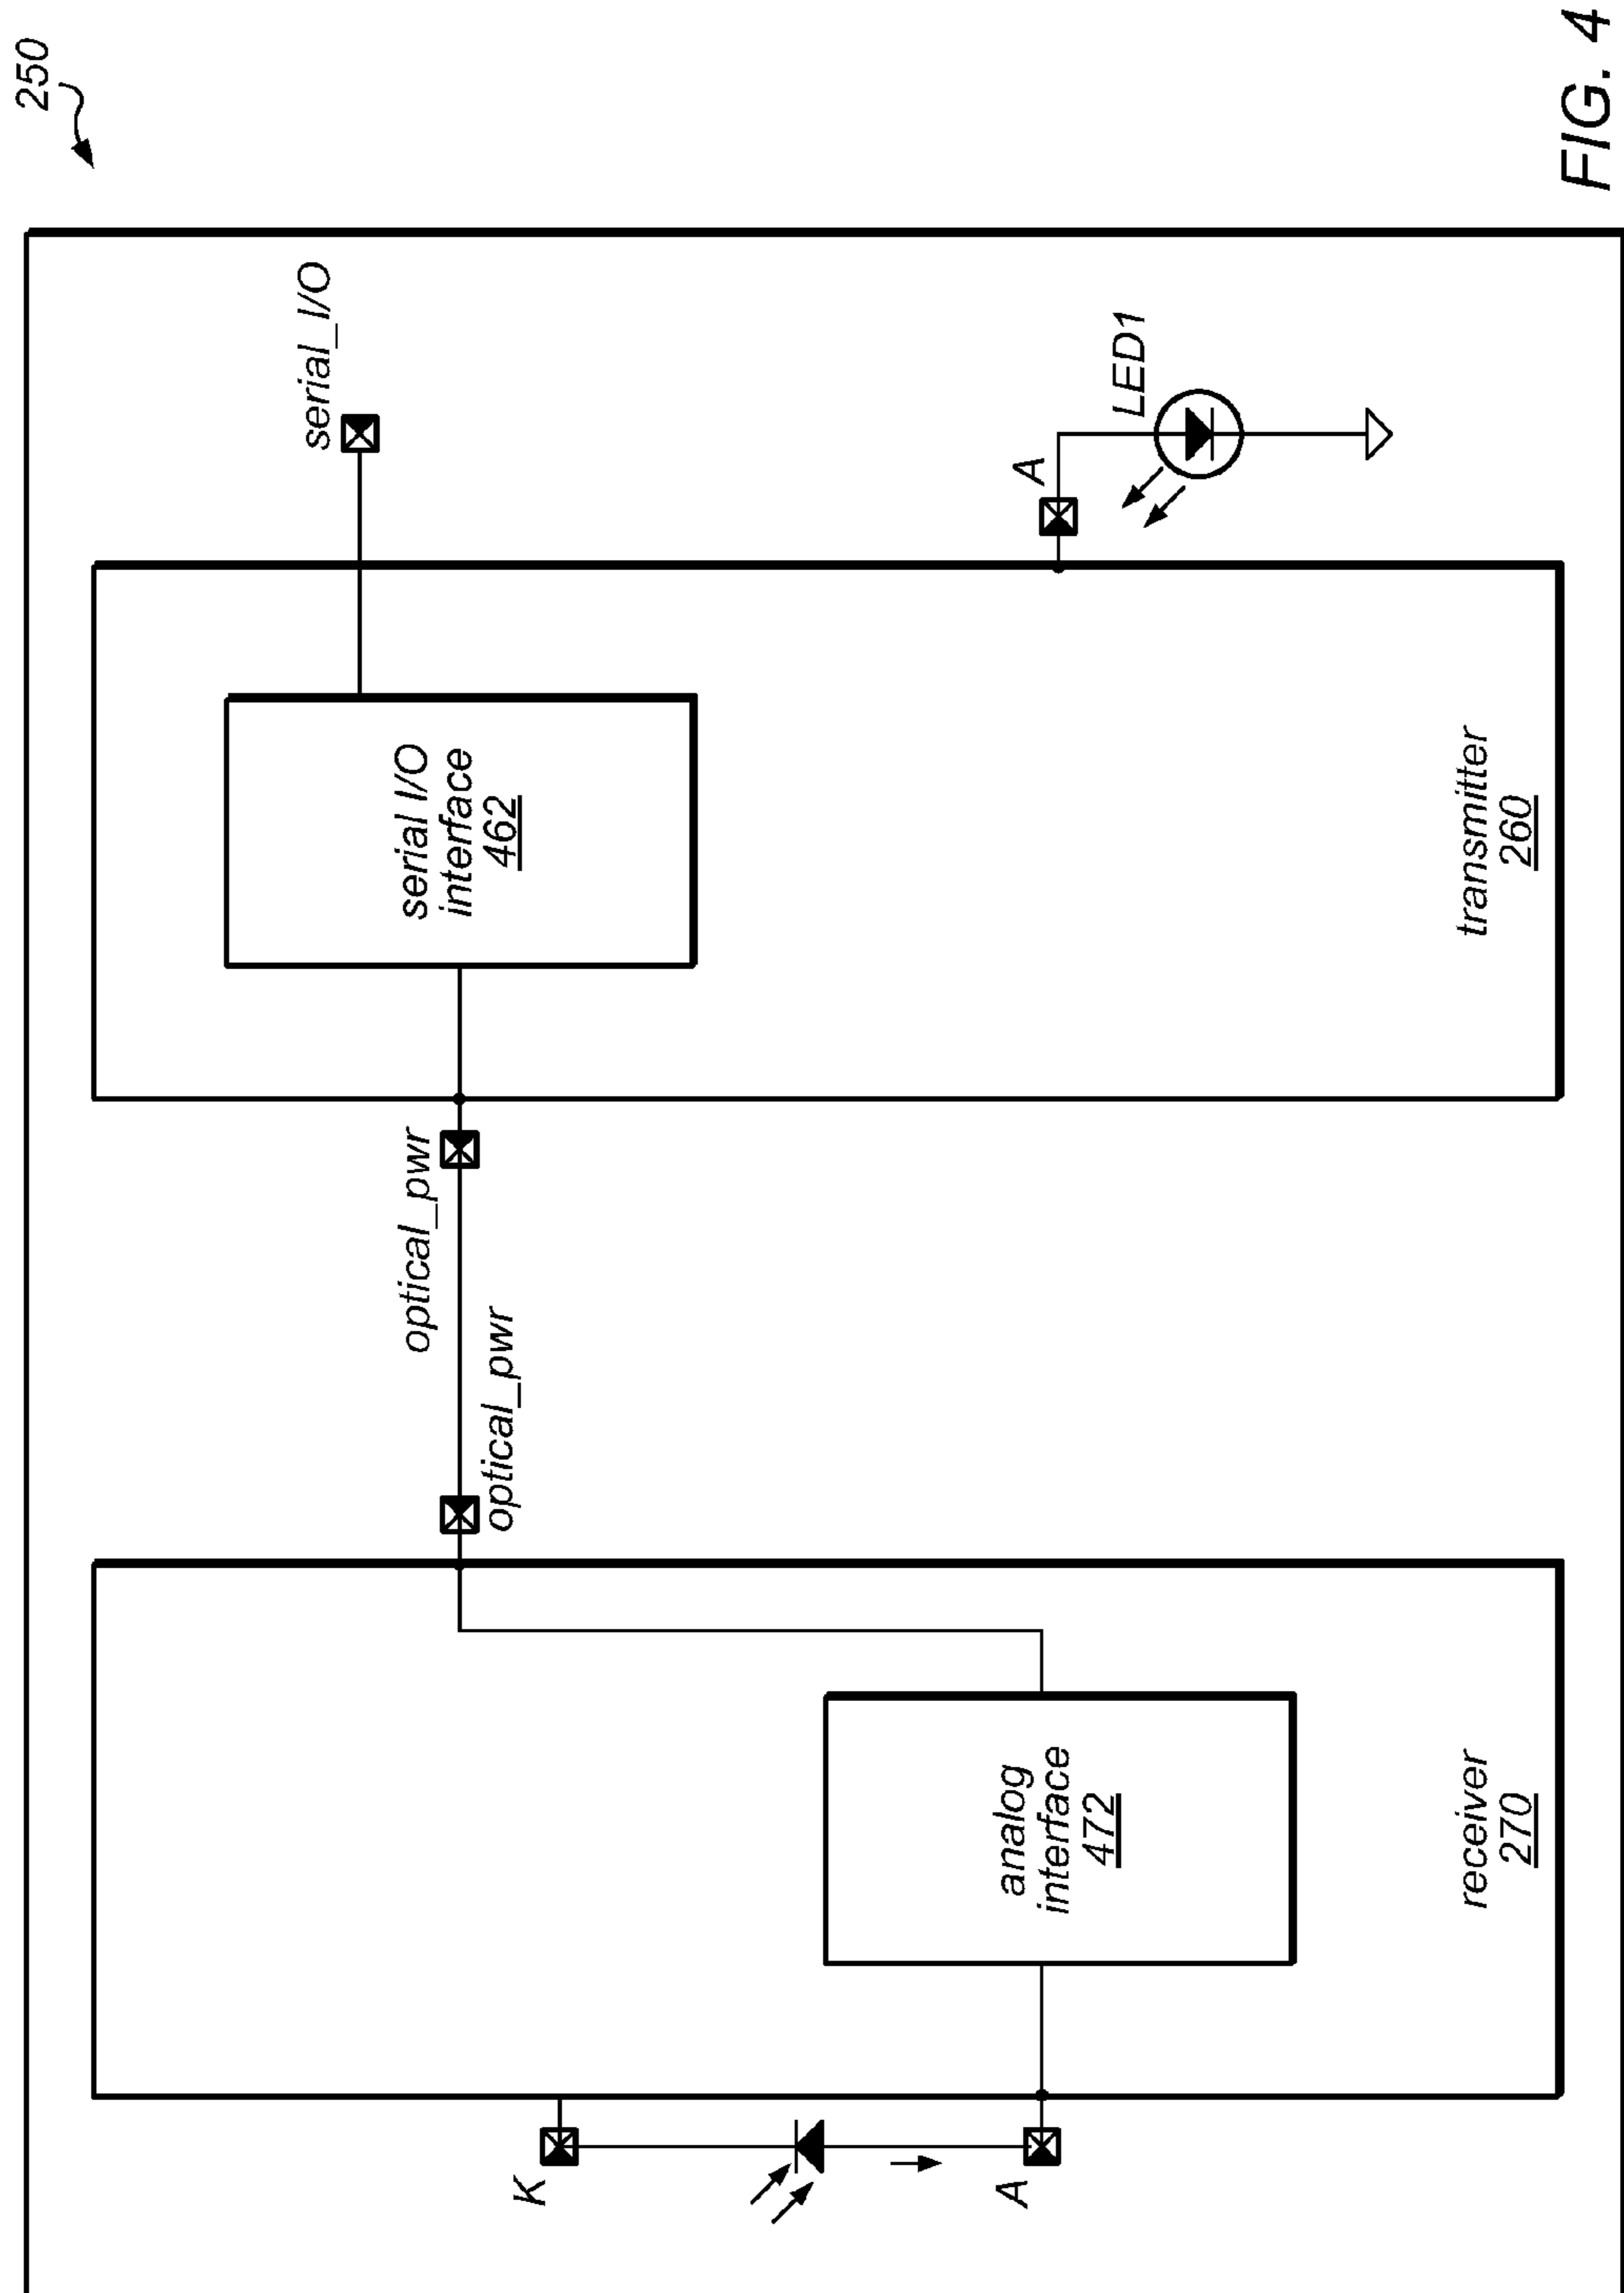 250
K
A
analog
interface
472
receiver
270
optical_pwr
optical_pwr
serial I/O
interface
462
transmitter
260
serial_I/O
A
LED1
FIG. 4